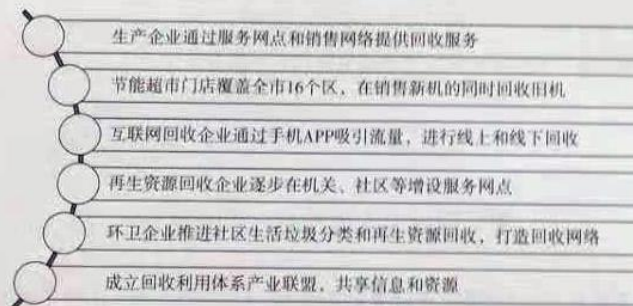 生产企业通过服务网点和销售网络提供回收服务
节能超市门店覆盖全市16个区，在销售新机的同时回收旧机
互联网回收企业通过手机APP吸引流量，进行线上和线下回收
再生资源回收企业逐步在机关、社区等增设服务网点
环卫企业推进社区生活垃圾分类和再生资源回收，打造回收网络
成立回收利用体系产业联盟，共享信息和资源